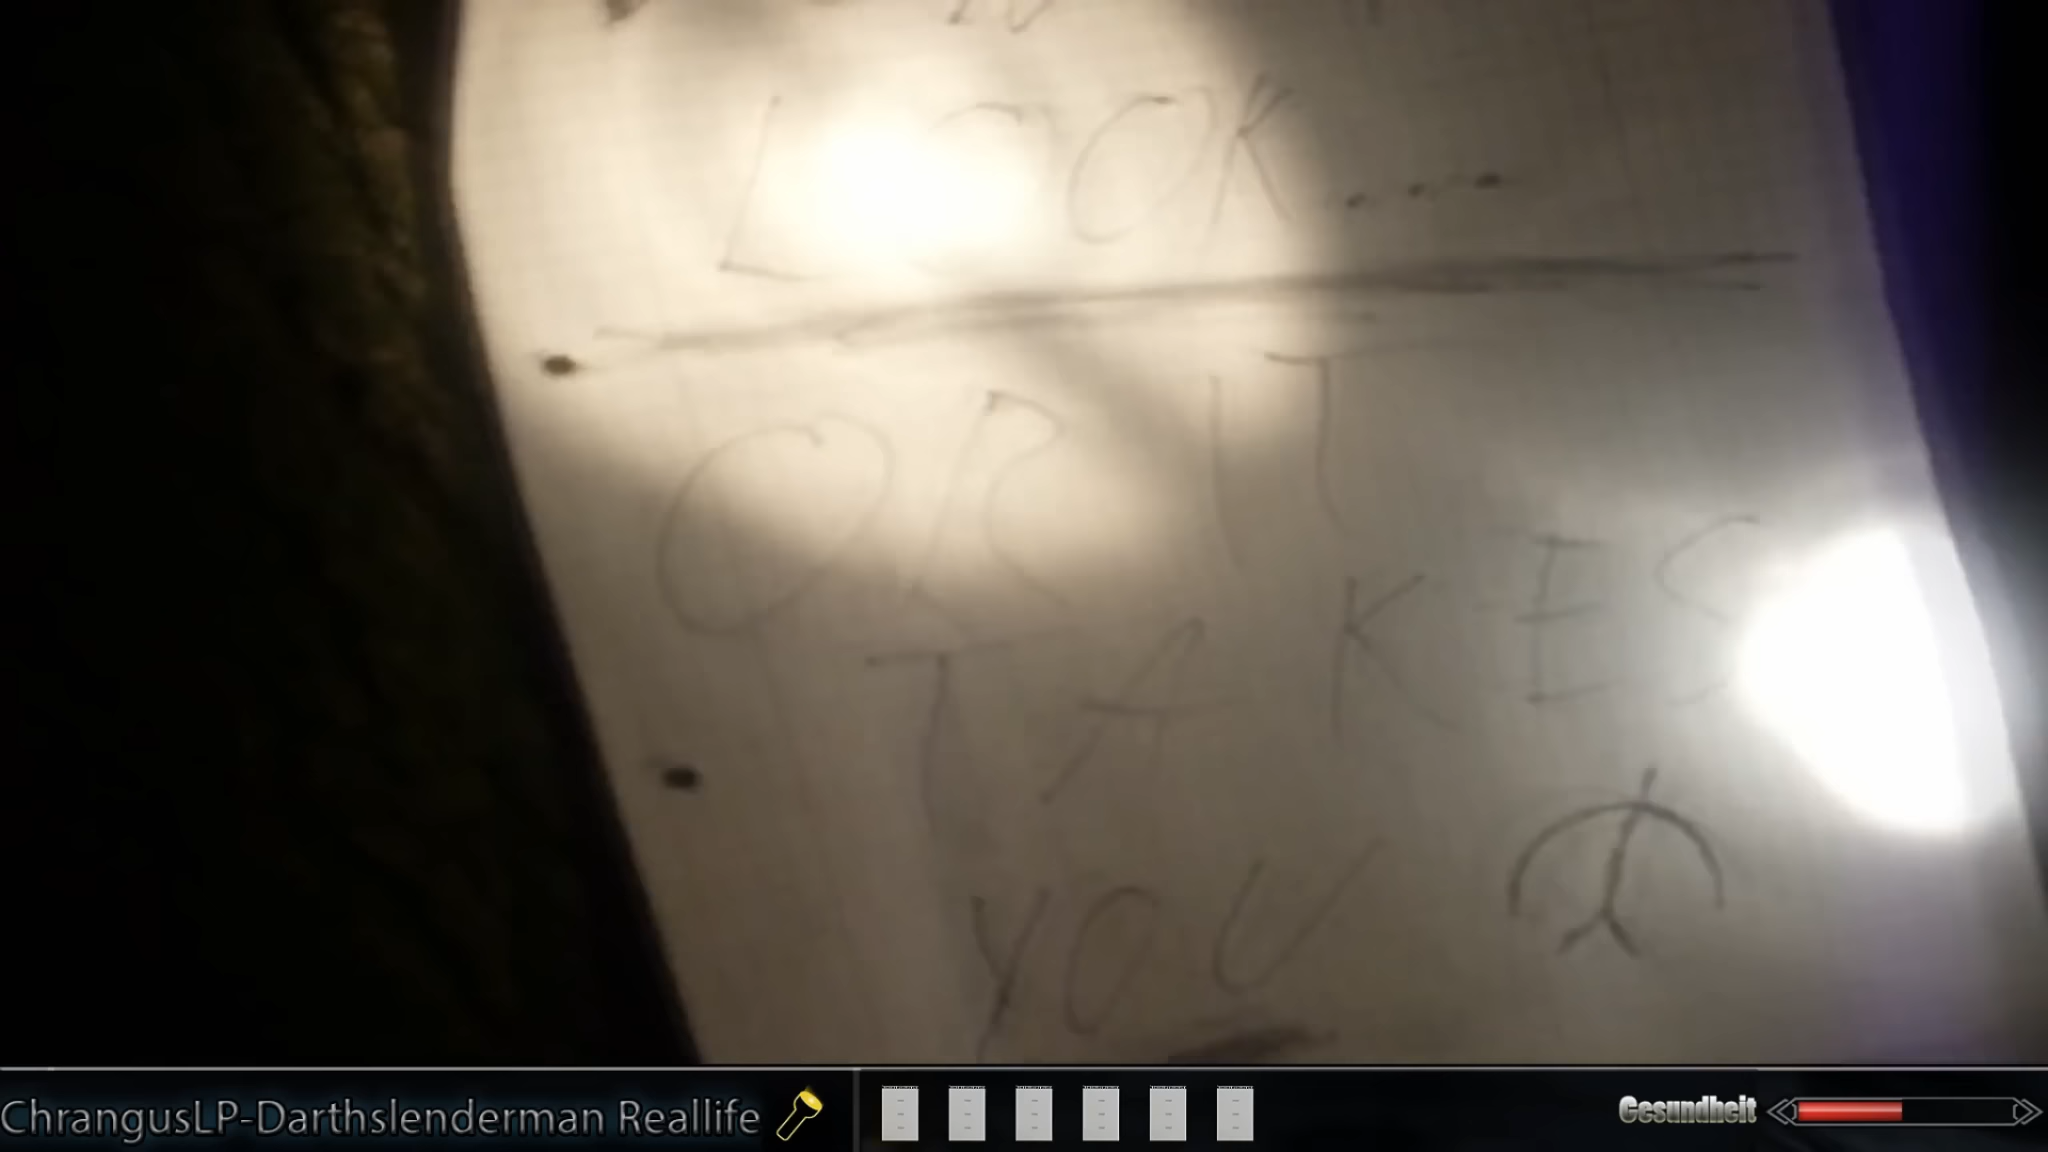 LOOK....
OR IT
TAKES
YOU
ChrangusLP-Darthslenderman Reallife
Gesundheit